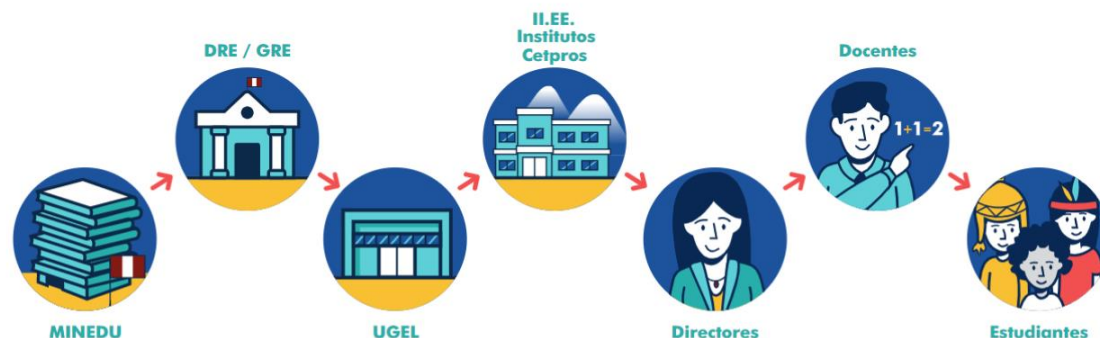 MINEDU
DRE / GRE
UGEL
II.EE.
Institutos
Cetpros
Directores
Docentes
1+1=2
Estudiantes